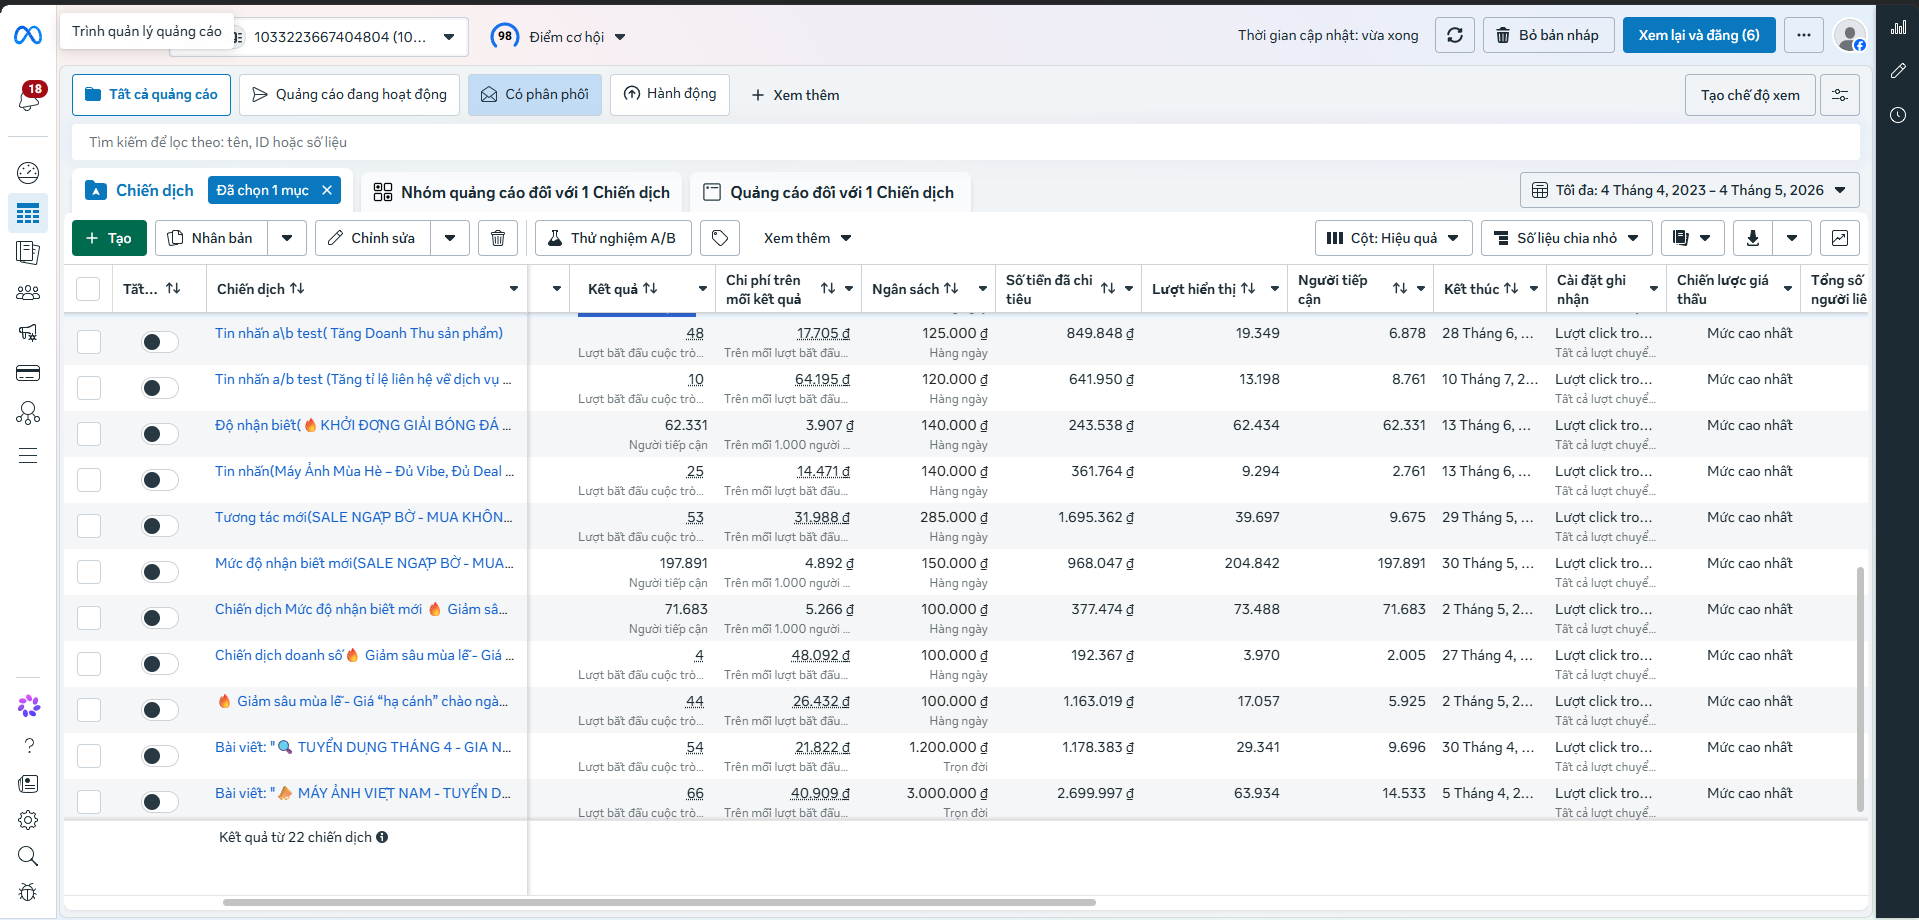 Trình quản lý quảng cáo
1033223667404804 (10...
98 Điểm cơ hội
Thời gian cập nhật: vừa xong
Bỏ bản nháp
Xem lại và đăng (6)
18
Tất cả quảng cáo
Quảng cáo đang hoạt động
Có phân phối
Hành động
Xem thêm
Tạo chế độ xem
Tìm kiếm để lọc theo: tên, ID hoặc số liệu
Chiến dịch
Đã chọn 1 mục
Nhóm quảng cáo đối với 1 Chiến dịch
Quảng cáo đối với 1 Chiến dịch
Tối đa: 4 Tháng 4, 2023 – 4 Tháng 5, 2026
+ Tạo
Nhân bản
Chỉnh sửa
Thử nghiệm A/B
Xem thêm
Cột: Hiệu quả
Số liệu chia nhỏ
Tắt...
Chiến dịch
Kết quả
Chi phí trên mỗi kết quả
Ngân sách
Số tiền đã chi tiêu
Lượt hiển thị
Người tiếp cận
Kết thúc
Cài đặt ghi nhận
Chiến lược giá thầu
Tổng số người liê
Tin nhắn a\b test( Tăng Doanh Thu sản phẩm) 48 17.705 ₫ 125.000 ₫ 849.848 ₫ 19.349 6.878 28 Tháng 6, ... Lượt click tro... Mức cao nhất
Lượt bắt đầu cuộc trò... Trên mỗi lượt bắt đầu... Hàng ngày Tất cả lượt chuyể...
Tin nhắn a/b test (Tăng tỉ lệ liên hệ về dịch vụ ... 10 64.195 ₫ 120.000 ₫ 641.950 ₫ 13.198 8.761 10 Tháng 7, 2... Lượt click tro... Mức cao nhất
Lượt bắt đầu cuộc trò... Trên mỗi lượt bắt đầu... Hàng ngày Tất cả lượt chuyể...
Độ nhận biết(🔥KHỞI ĐỘNG GIẢI BÓNG ĐÁ ... 62.331 3.907 ₫ 140.000 ₫ 243.538 ₫ 62.434 62.331 13 Tháng 6, ... Lượt click tro... Mức cao nhất
Người tiếp cận Trên mỗi 1.000 người ... Hàng ngày Tất cả lượt chuyể...
Tin nhắn(Máy Ảnh Mùa Hè – Đủ Vibe, Đủ Deal ... 25 14.471 ₫ 140.000 ₫ 361.764 ₫ 9.294 2.761 13 Tháng 6, ... Lượt click tro... Mức cao nhất
Lượt bắt đầu cuộc trò... Trên mỗi lượt bắt đầu... Hàng ngày Tất cả lượt chuyể...
Tương tác mới(SALE NGẬP BỜ - MUA KHÔN... 53 31.988 ₫ 285.000 ₫ 1.695.362 ₫ 39.697 9.675 29 Tháng 5, ... Lượt click tro... Mức cao nhất
Lượt bắt đầu cuộc trò... Trên mỗi lượt bắt đầu... Hàng ngày Tất cả lượt chuyể...
Mức độ nhận biết mới(SALE NGẬP BỜ - MUA... 197.891 4.892 ₫ 150.000 ₫ 968.047 ₫ 204.842 197.891 30 Tháng 5, ... Lượt click tro... Mức cao nhất
Người tiếp cận Trên mỗi 1.000 người ... Hàng ngày Tất cả lượt chuyể...
Chiến dịch Mức độ nhận biết mới 🔥 Giảm sâ... 71.683 5.266 ₫ 100.000 ₫ 377.474 ₫ 73.488 71.683 2 Tháng 5, 2... Lượt click tro... Mức cao nhất
Người tiếp cận Trên mỗi 1.000 người ... Hàng ngày Tất cả lượt chuyể...
Chiến dịch doanh số🔥 Giảm sâu mùa lễ - Giá ... 4 48.092 ₫ 100.000 ₫ 192.367 ₫ 3.970 2.005 27 Tháng 4, ... Lượt click tro... Mức cao nhất
Lượt bắt đầu cuộc trò... Trên mỗi lượt bắt đầu... Hàng ngày Tất cả lượt chuyể...
🔥 Giảm sâu mùa lễ - Giá “hạ cánh” chào ngà... 44 26.432 ₫ 100.000 ₫ 1.163.019 ₫ 17.057 5.925 2 Tháng 5, 2... Lượt click tro... Mức cao nhất
Lượt bắt đầu cuộc trò... Trên mỗi lượt bắt đầu... Hàng ngày Tất cả lượt chuyể...
Bài viết: "🔍 TUYỂN DỤNG THÁNG 4 - GIA N... 54 21.822 ₫ 1.200.000 ₫ 1.178.383 ₫ 29.341 9.696 30 Tháng 4, ... Lượt click tro... Mức cao nhất
Lượt bắt đầu cuộc trò... Trên mỗi lượt bắt đầu... Trọn đời Tất cả lượt chuyể...
Bài viết: "📣 MÁY ẢNH VIỆT NAM - TUYỂN D... 66 40.909 ₫ 3.000.000 ₫ 2.699.997 ₫ 63.934 14.533 5 Tháng 4, 2... Lượt click tro... Mức cao nhất
Lượt bắt đầu cuộc trò... Trên mỗi lượt bắt đầu... Trọn đời Tất cả lượt chuyể...
Kết quả từ 22 chiến dịch